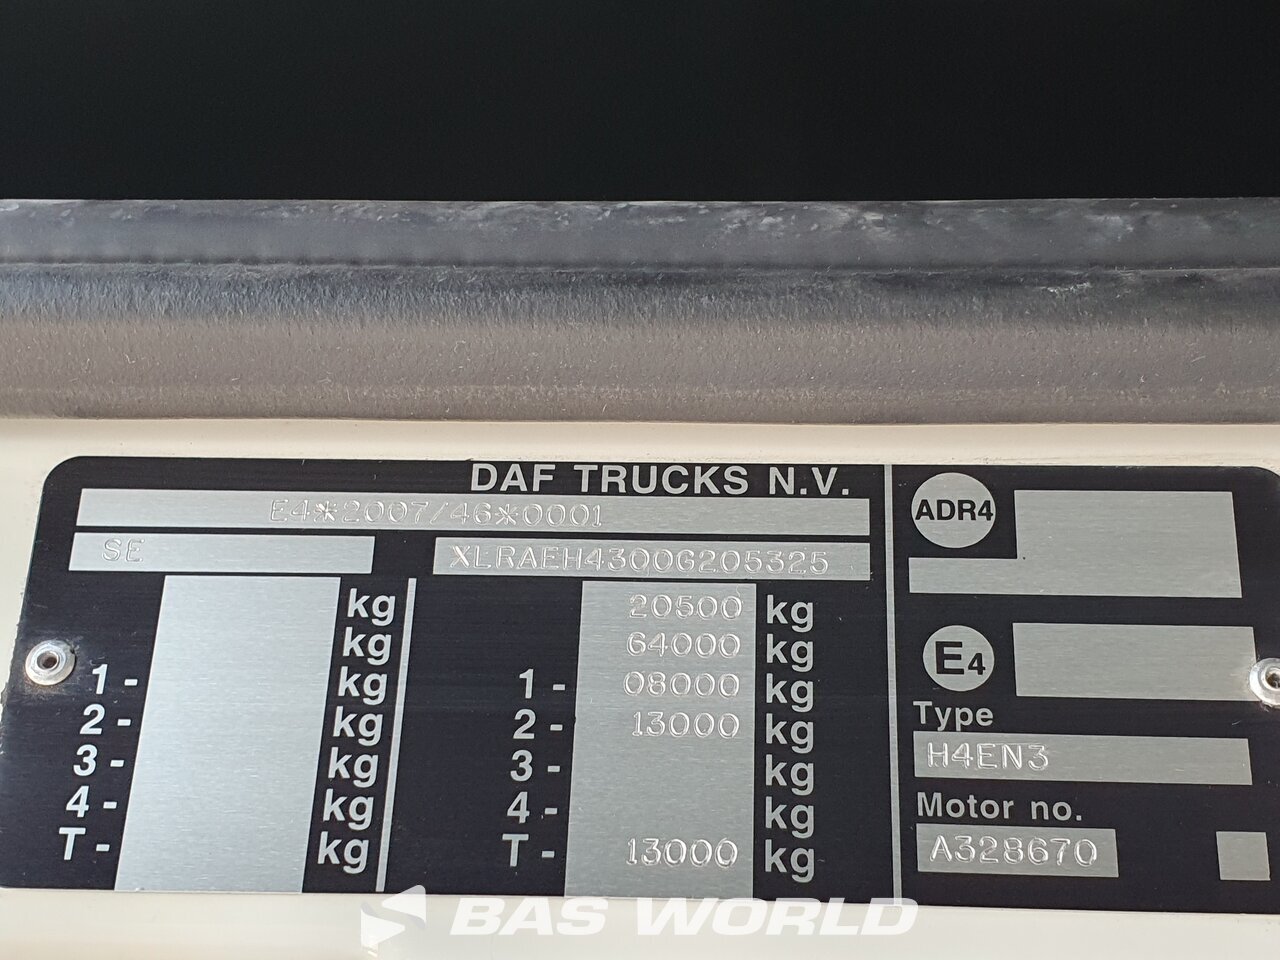 DAF TRUCKS N.V.
E4*2007/46*0001
SE
XLRAEH4300G205325
kg
kg
1- kg
2- kg
3- kg
4- kg
T- kg
20500 kg
64000 kg
1- 08000 kg
2- 13000 kg
3- kg
4- kg
T- 13000 kg
ADR4
E4
Type
H4EN3
Motor no.
A328670
BAS WORLD